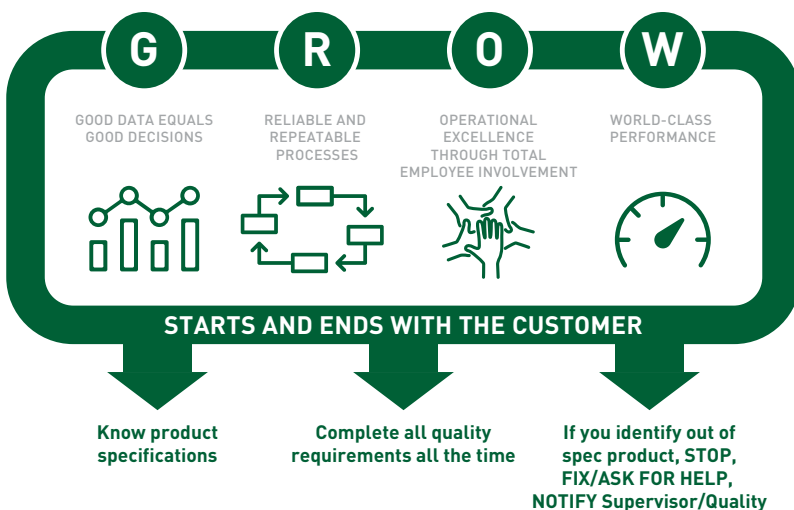 G
R
O
W
GOOD DATA EQUALS
GOOD DECISIONS
RELIABLE AND
REPEATABLE
PROCESSES
OPERATIONAL
EXCELLENCE
THROUGH TOTAL
EMPLOYEE INVOLVEMENT
WORLD-CLASS
PERFORMANCE
STARTS AND ENDS WITH THE CUSTOMER
Know product
specifications
Complete all quality
requirements all the time
If you identify out of
spec product, STOP,
FIX/ASK FOR HELP,
NOTIFY Supervisor/Quality